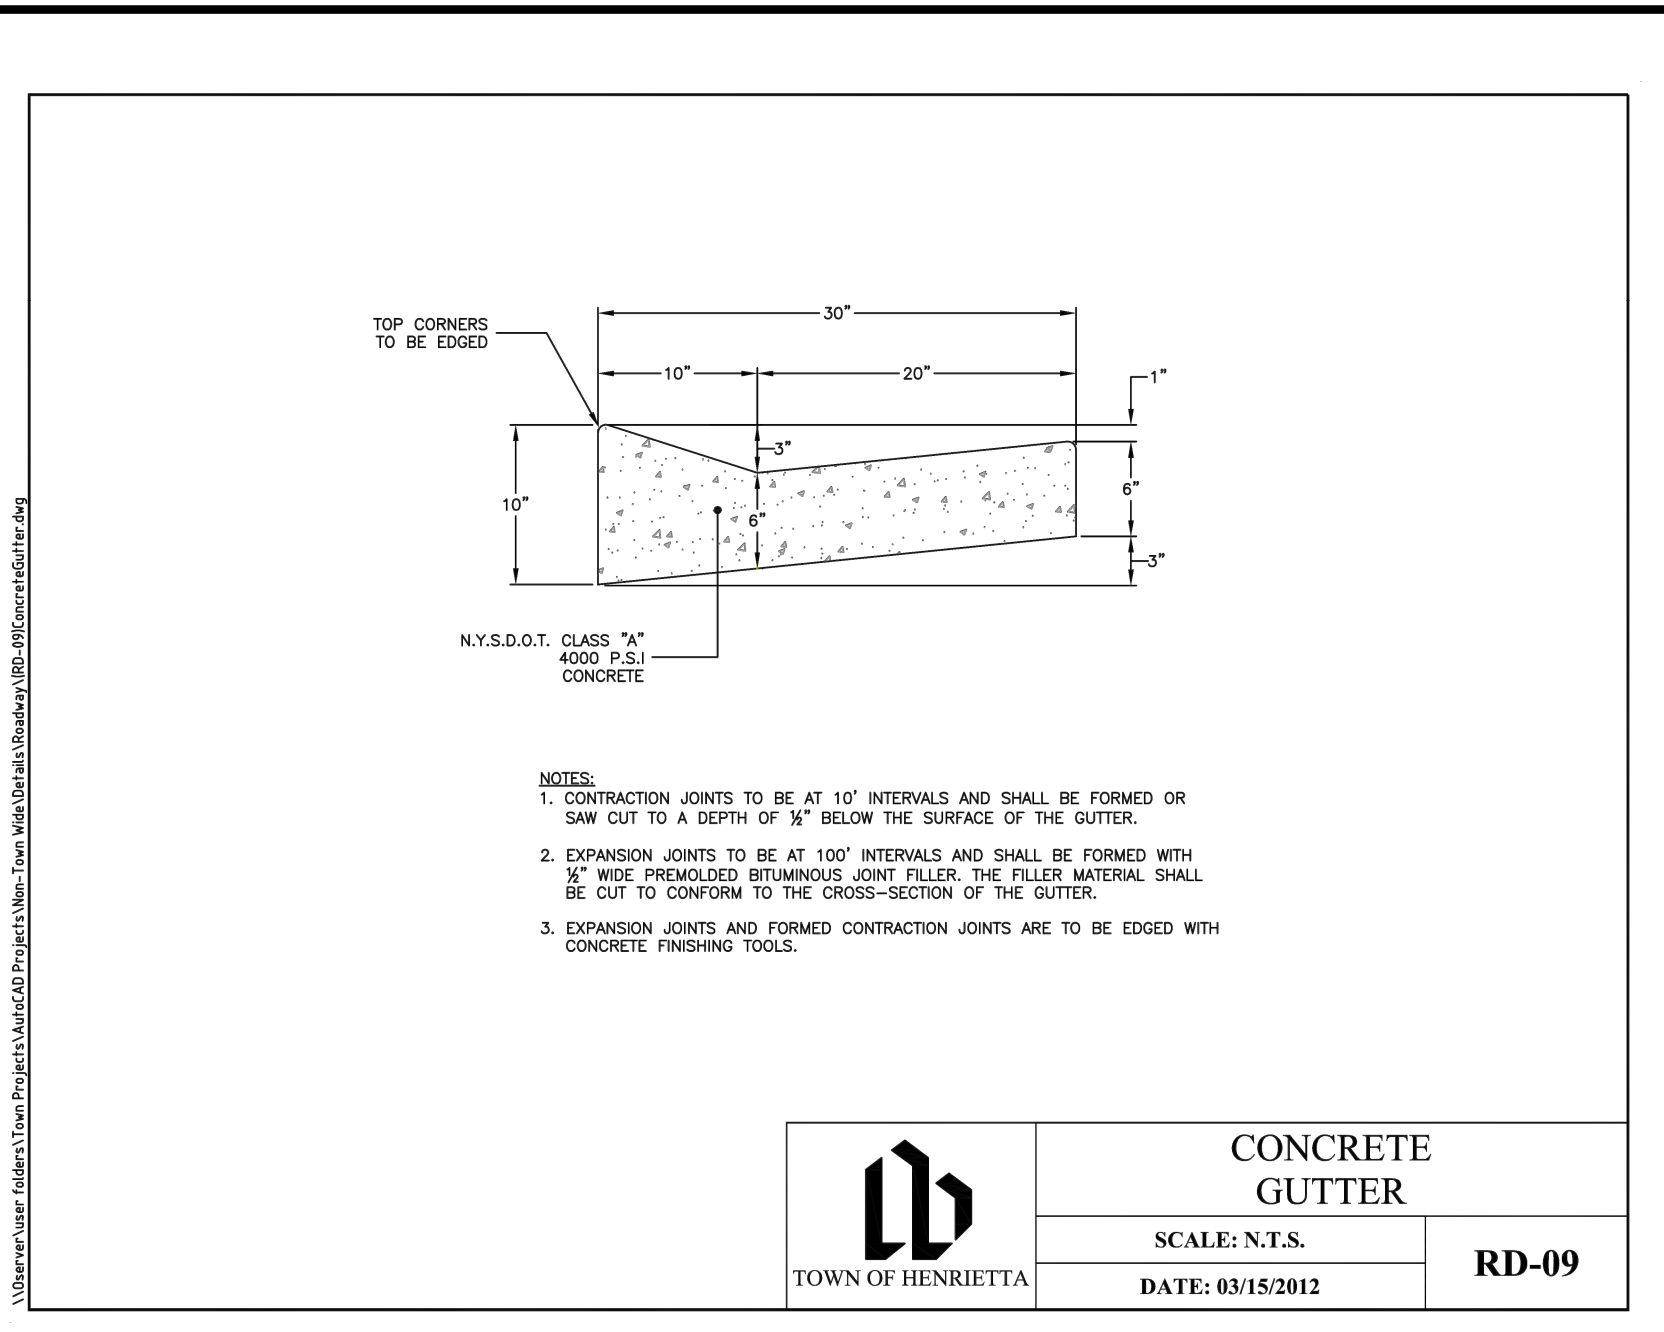 30”
TOP CORNERS
TO BE EDGED
10”
20”
1”
3”
10”
6”
6”
3”
N.Y.S.D.O.T. CLASS ”A”
4000 P.S.I
CONCRETE
NOTES:
1. CONTRACTION JOINTS TO BE AT 10’ INTERVALS AND SHALL BE FORMED OR
SAW CUT TO A DEPTH OF ½” BELOW THE SURFACE OF THE GUTTER.
2. EXPANSION JOINTS TO BE AT 100’ INTERVALS AND SHALL BE FORMED WITH
½” WIDE PREMOLDED BITUMINOUS JOINT FILLER. THE FILLER MATERIAL SHALL
BE CUT TO CONFORM TO THE CROSS-SECTION OF THE GUTTER.
3. EXPANSION JOINTS AND FORMED CONTRACTION JOINTS ARE TO BE EDGED WITH
CONCRETE FINISHING TOOLS.
\\0server\user folders\Town Projects\AutoCAD Projects\Non-Town Wide\Details\Roadway\(RD-09)ConcreteGutter.dwg
TOWN OF HENRIETTA
CONCRETE
GUTTER
SCALE: N.T.S.
DATE: 03/15/2012
RD-09